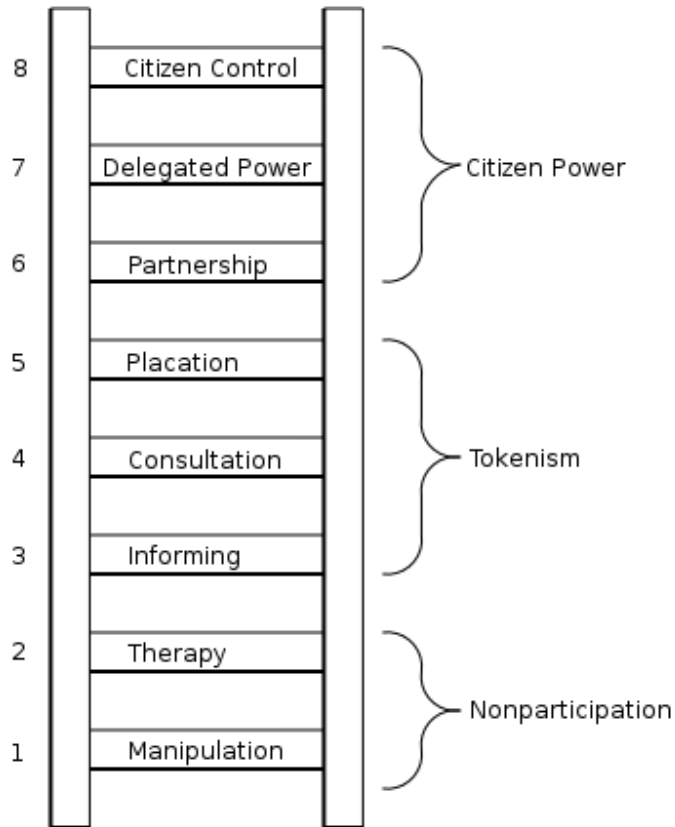 8 Citizen Control
7 Delegated Power
Citizen Power
6 Partnership
5 Placation
4 Consultation
Tokenism
3 Informing
2 Therapy
Nonparticipation
1 Manipulation